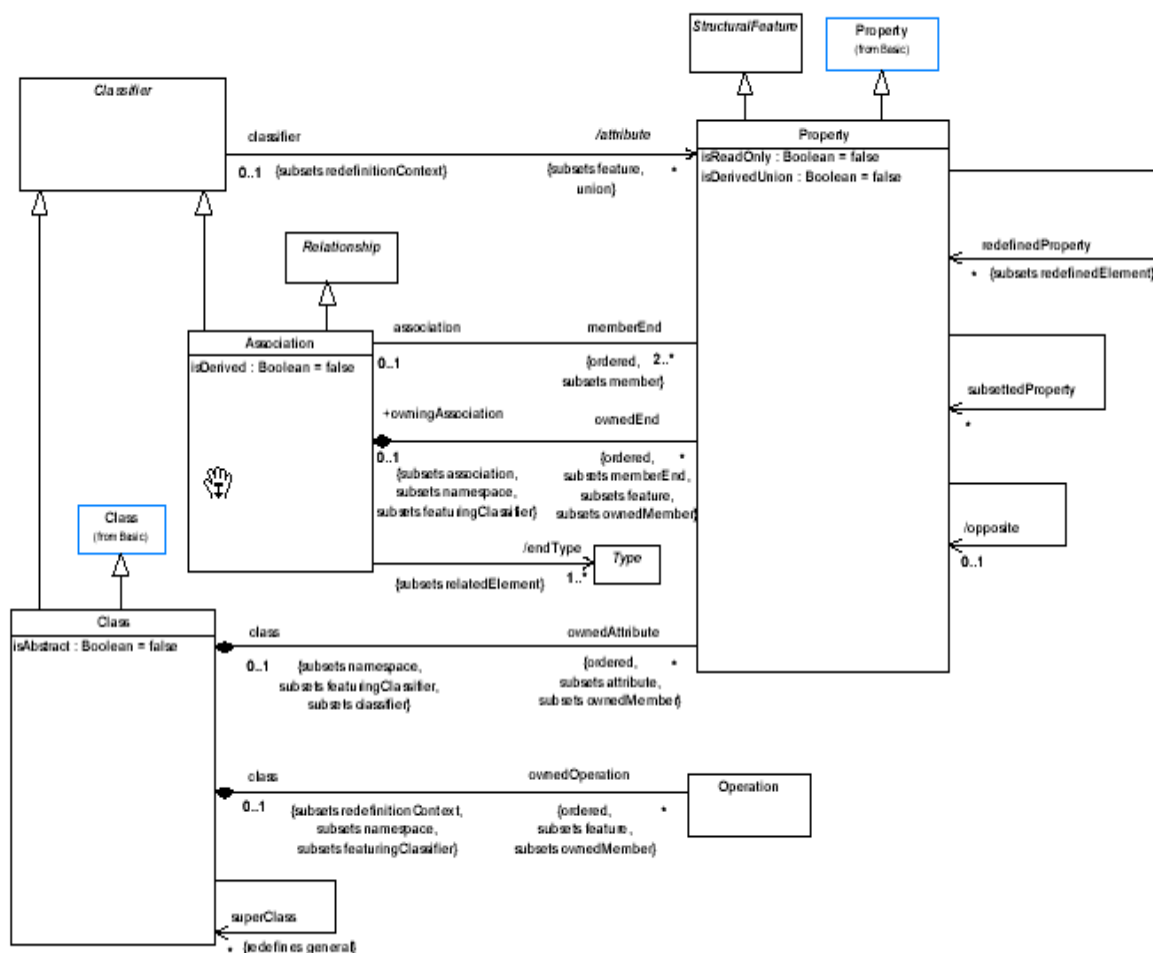 StructuralFeature
Property
(from Basic)
Classifier
classifier
/attribute
0..1
{subsets redefinitionContext}
{subsets feature,
union}
*
Property
isReadOnly : Boolean = false
isDerivedUnion : Boolean = false
redefinedProperty
* {subsets redefinedElement}
Relationship
association
memberEnd
0..1
{ordered,
subsets member}
2..*
Association
isDerived : Boolean = false
subsettedProperty
*
+owningAssociation
ownedEnd
0..1
{subsets association,
subsets namespace,
subsets featuringClassifier}
{ordered,
subsets memberEnd,
subsets feature,
subsets ownedMember}
*
/opposite
0..1
Class
(from Basic)
/endType
{subsets relatedElement}
1..*
Type
Class
isAbstract : Boolean = false
class
ownedAttribute
0..1
{subsets namespace,
subsets featuringClassifier,
subsets classifier}
{ordered,
subsets attribute,
subsets ownedMember}
*
class
ownedOperation
0..1
{subsets redefinitionContext,
subsets namespace,
subsets featuringClassifier}
{ordered,
subsets feature,
subsets ownedMember}
*
Operation
superClass
* {redefines general}